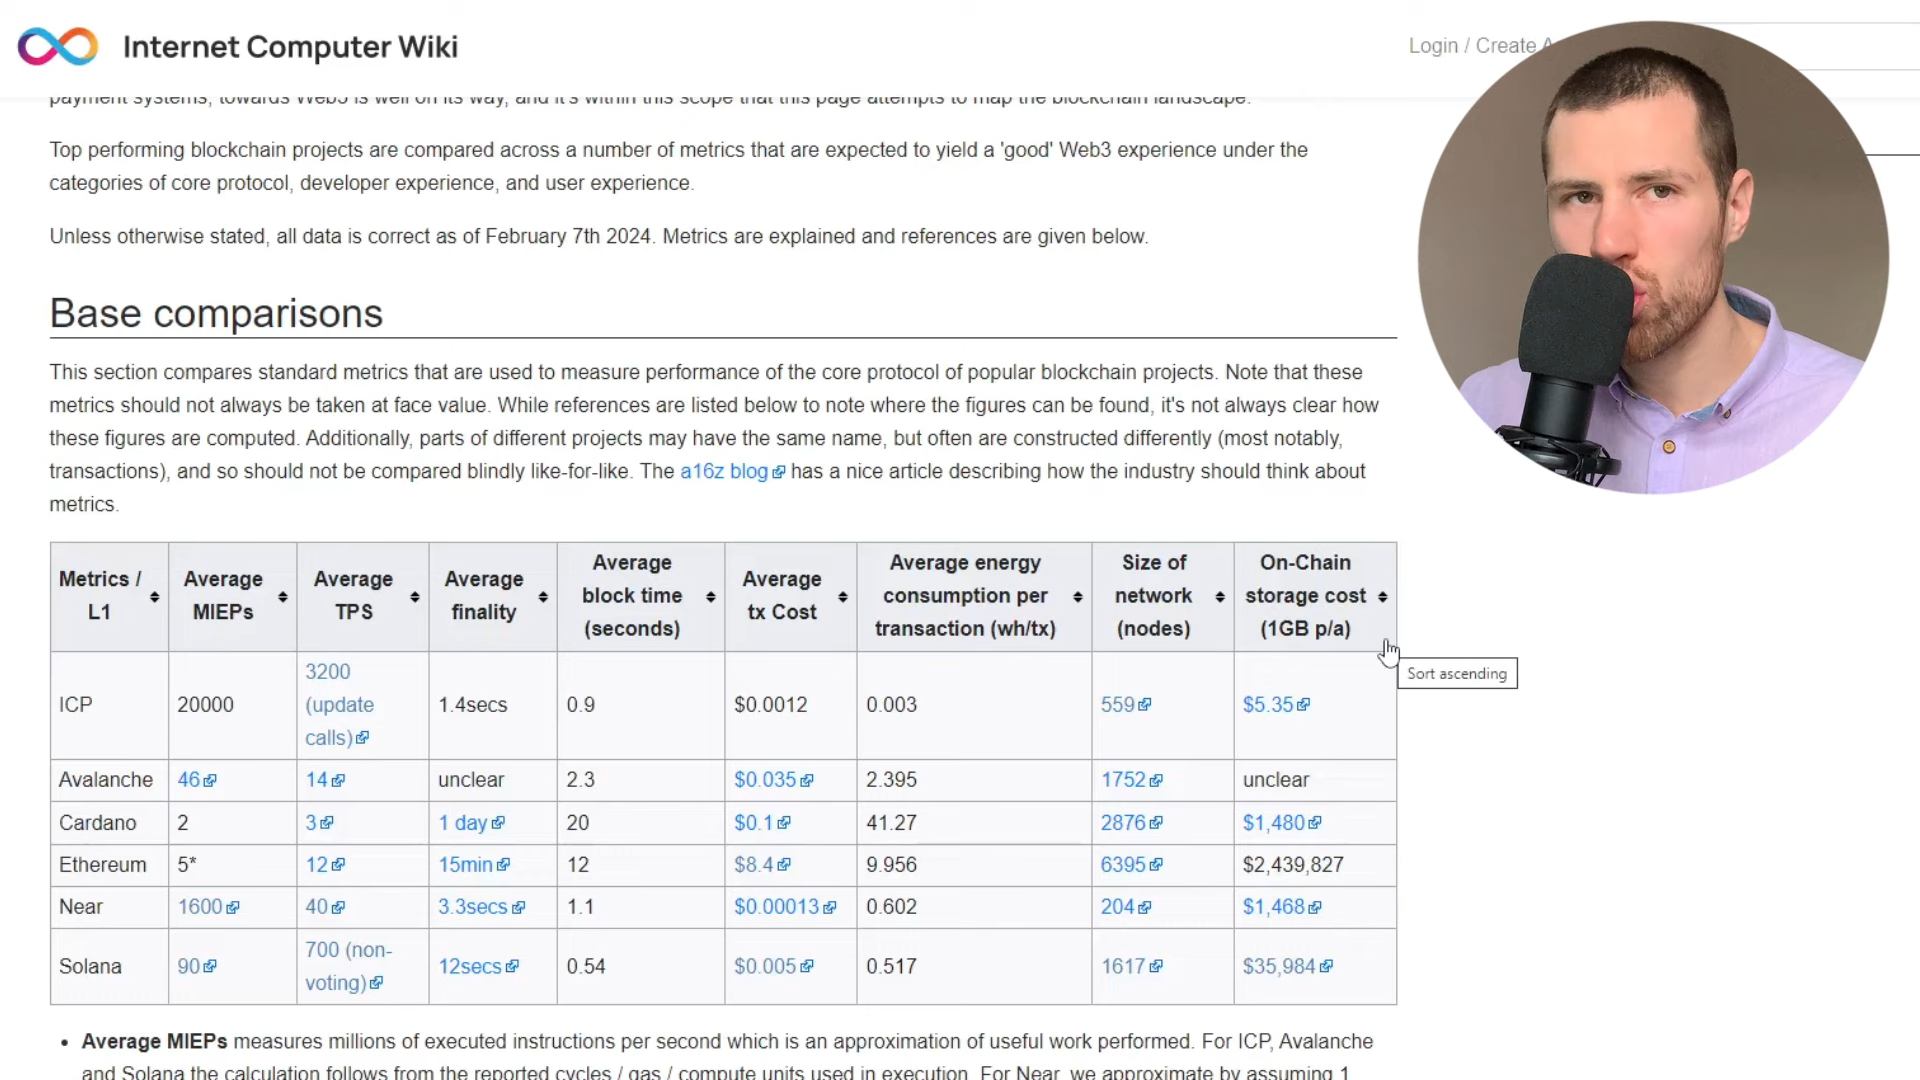 Internet Computer Wiki
Login / Create A
payment systems, towards Web3 is well on its way, and it's within this scope that this page attempts to map the blockchain landscape.
Top performing blockchain projects are compared across a number of metrics that are expected to yield a 'good' Web3 experience under the
categories of core protocol, developer experience, and user experience.
Unless otherwise stated, all data is correct as of February 7th 2024. Metrics are explained and references are given below.
Base comparisons
This section compares standard metrics that are used to measure performance of the core protocol of popular blockchain projects. Note that these
metrics should not always be taken at face value. While references are listed below to note where the figures can be found, it's not always clear how
these figures are computed. Additionally, parts of different projects may have the same name, but often are constructed differently (most notably,
transactions), and so should not be compared blindly like-for-like. The a16z blog has a nice article describing how the industry should think about
metrics.
Metrics / L1 Average MIEPs Average TPS Average finality Average block time (seconds) Average tx Cost Average energy consumption per transaction (wh/tx) Size of network (nodes) On-Chain storage cost (1GB p/a)
Sort ascending
ICP 20000 3200 (update calls) 1.4secs 0.9 $0.0012 0.003 559 $5.35
Avalanche 46 14 unclear 2.3 $0.035 2.395 1752 unclear
Cardano 2 3 1 day 20 $0.1 41.27 2876 $1,480
Ethereum 5* 12 15min 12 $8.4 9.956 6395 $2,439,827
Near 1600 40 3.3secs 1.1 $0.00013 0.602 204 $1,468
Solana 90 700 (non-voting) 12secs 0.54 $0.005 0.517 1617 $35,984
• Average MIEPs measures millions of executed instructions per second which is an approximation of useful work performed. For ICP, Avalanche
and Solana the calculation follows from the reported cycles / gas / compute units used in execution. For Near, we approximate by assuming 1